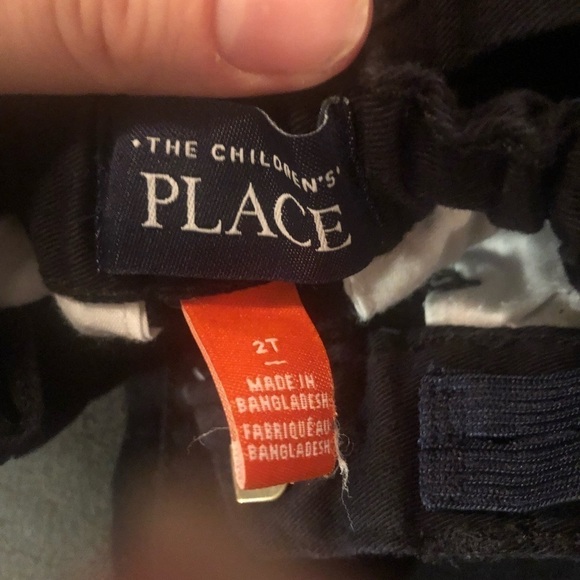 •THE CHILDREN'S'
PLACE
2T
MADE IN
BANGLADESH
FABRIQUÉ AU
BANGLADESH